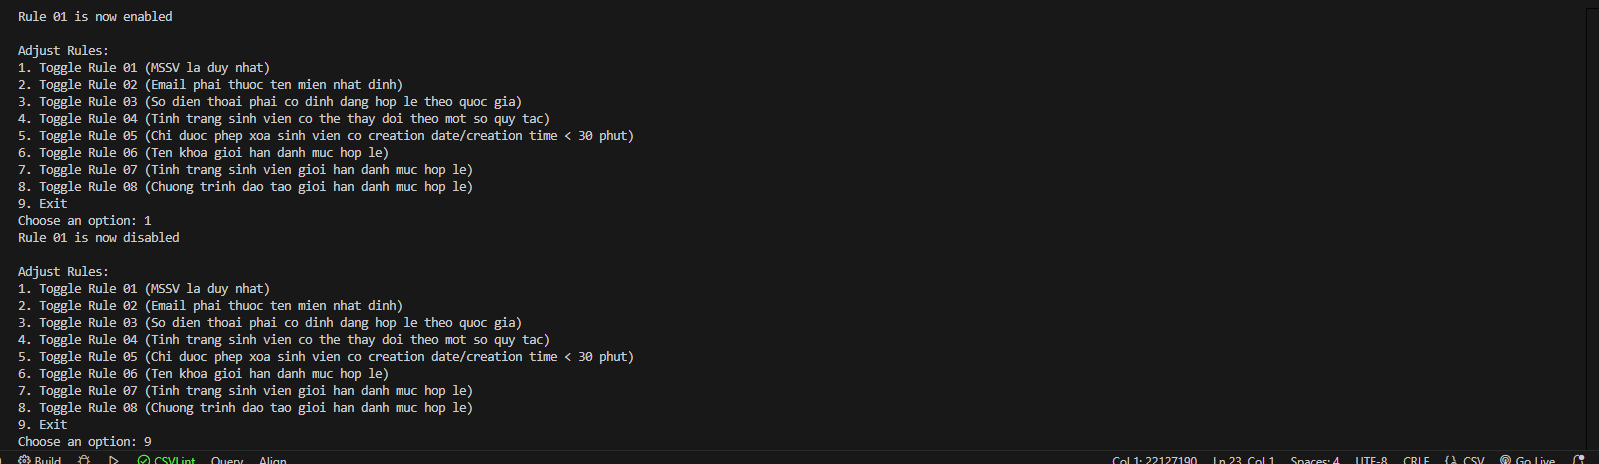 Rule 01 is now enabled
Adjust Rules:
1. Toggle Rule 01 (MSSV la duy nhat)
2. Toggle Rule 02 (Email phai thuoc ten mien nhat dinh)
3. Toggle Rule 03 (So dien thoai phai co dinh dang hop le theo quoc gia)
4. Toggle Rule 04 (Tinh trang sinh vien co the thay doi theo mot so quy tac)
5. Toggle Rule 05 (Chi duoc phep xoa sinh vien co creation date/creation time < 30 phut)
6. Toggle Rule 06 (Ten khoa gioi han danh muc hop le)
7. Toggle Rule 07 (Tinh trang sinh vien gioi han danh muc hop le)
8. Toggle Rule 08 (Chuong trinh dao tao gioi han danh muc hop le)
9. Exit
Choose an option: 1
Rule 01 is now disabled
Adjust Rules:
1. Toggle Rule 01 (MSSV la duy nhat)
2. Toggle Rule 02 (Email phai thuoc ten mien nhat dinh)
3. Toggle Rule 03 (So dien thoai phai co dinh dang hop le theo quoc gia)
4. Toggle Rule 04 (Tinh trang sinh vien co the thay doi theo mot so quy tac)
5. Toggle Rule 05 (Chi duoc phep xoa sinh vien co creation date/creation time < 30 phut)
6. Toggle Rule 06 (Ten khoa gioi han danh muc hop le)
7. Toggle Rule 07 (Tinh trang sinh vien gioi han danh muc hop le)
8. Toggle Rule 08 (Chuong trinh dao tao gioi han danh muc hop le)
9. Exit
Choose an option: 9
Build CSVLint Query Align Col 1: 22127190 Ln 23, Col 1 Spaces: 4 UTF-8 CRLF {} CSV Go Live